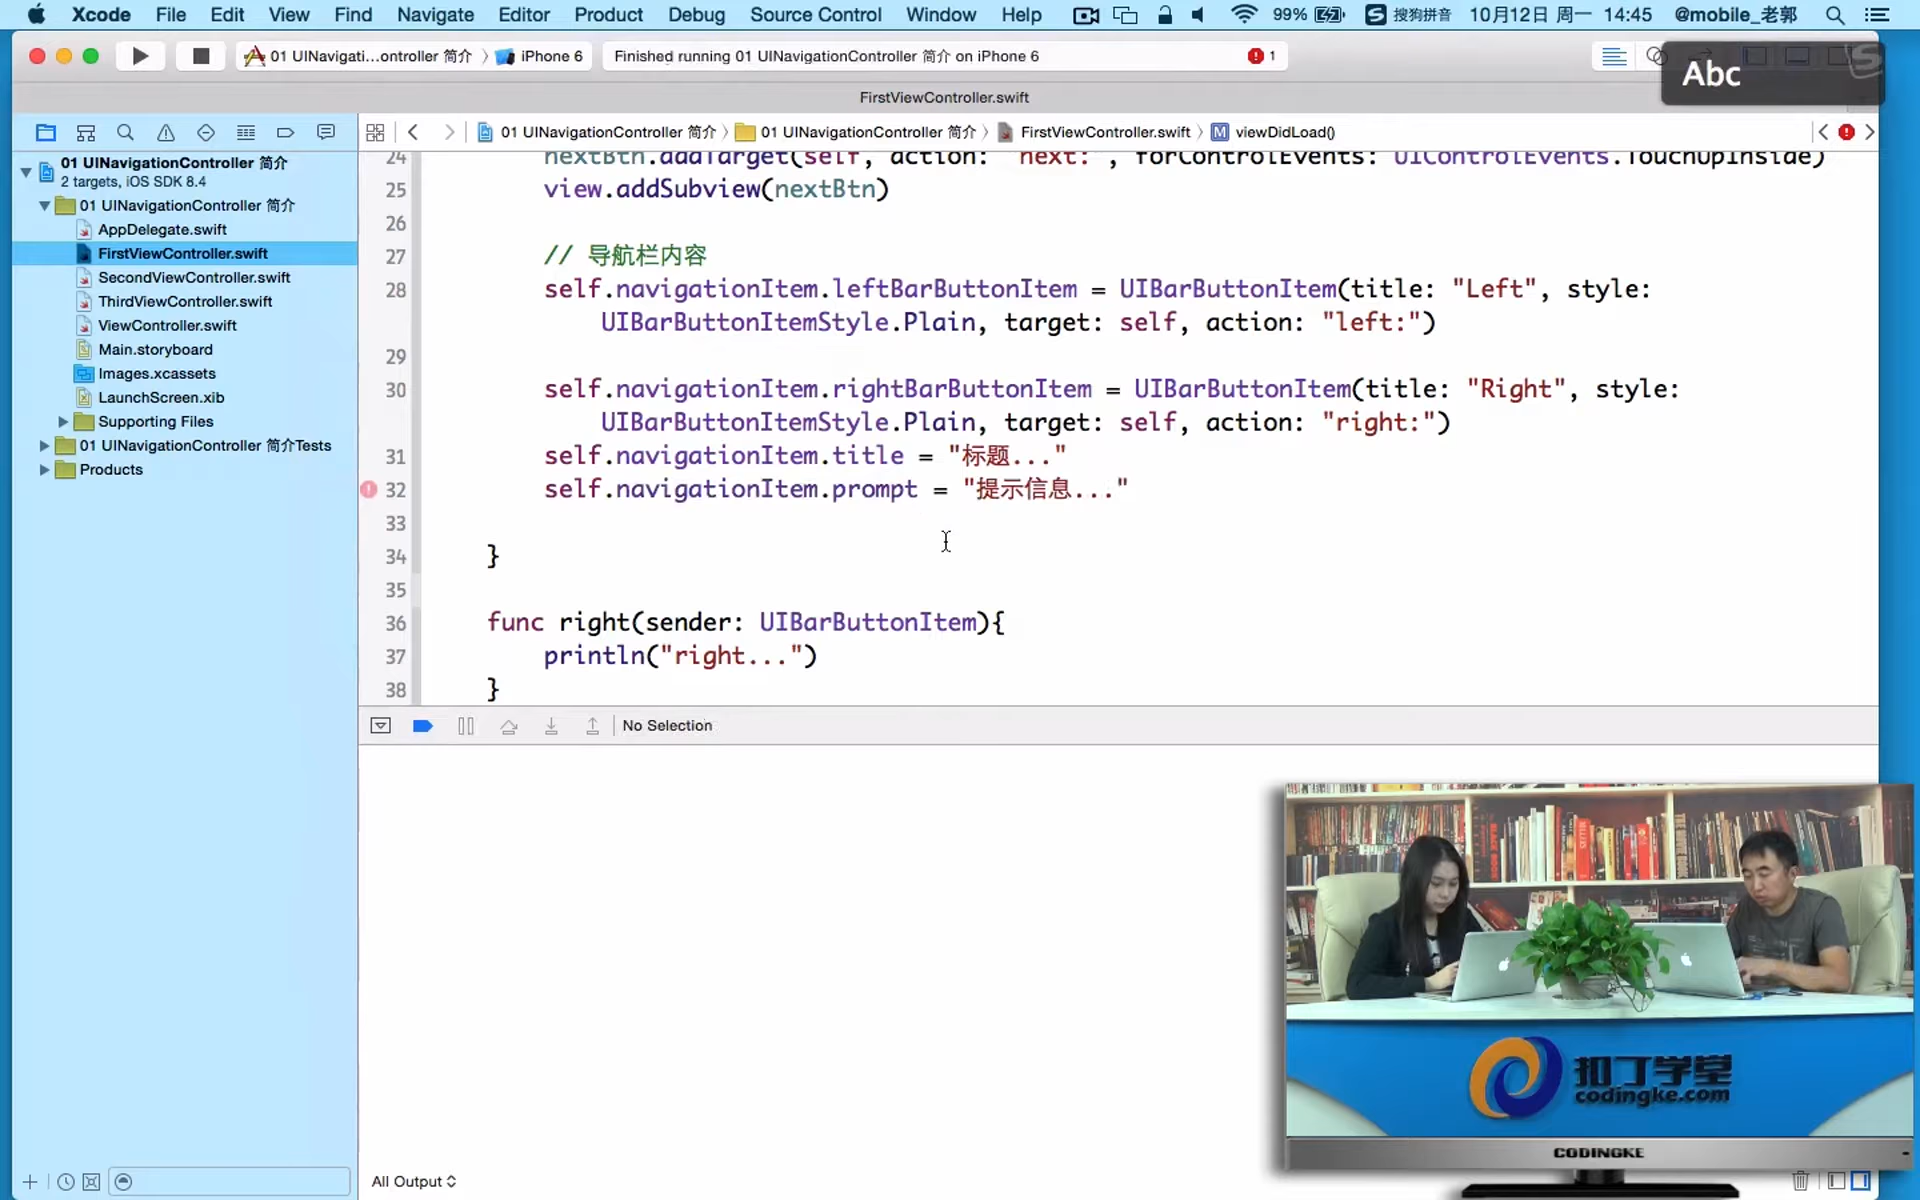 Xcode File Edit View Find Navigate Editor Product Debug Source Control Window Help 99% 搜狗拼音 10月12日 周一 14:45 @mobile_老郭
01 UINavigati...ontroller 简介 iPhone 6 Finished running 01 UINavigationController 简介 on iPhone 6 1
Abc
FirstViewController.swift
01 UINavigationController 简介 01 UINavigationController 简介 FirstViewController.swift M viewDidLoad()
01 UINavigationController 简介
2 targets, iOS SDK 8.4
01 UINavigationController 简介
AppDelegate.swift
FirstViewController.swift
SecondViewController.swift
ThirdViewController.swift
ViewController.swift
Main.storyboard
Images.xcassets
LaunchScreen.xib
Supporting Files
01 UINavigationController 简介Tests
Products
24 nextBtn.addTarget(self, action: "next:", forControlEvents: UIControlEvents.TouchUpInside)
25 view.addSubview(nextBtn)
26
27 // 导航栏内容
28 self.navigationItem.leftBarButtonItem = UIBarButtonItem(title: "Left", style:
UIBarButtonItemStyle.Plain, target: self, action: "left:")
29
30 self.navigationItem.rightBarButtonItem = UIBarButtonItem(title: "Right", style:
UIBarButtonItemStyle.Plain, target: self, action: "right:")
31 self.navigationItem.title = "标题..."
32 self.navigationItem.prompt = "提示信息..."
33
34 }
35
36 func right(sender: UIBarButtonItem){
37 println("right...")
38 }
No Selection
扣丁学堂
codingke.com
CODINGKE
All Output